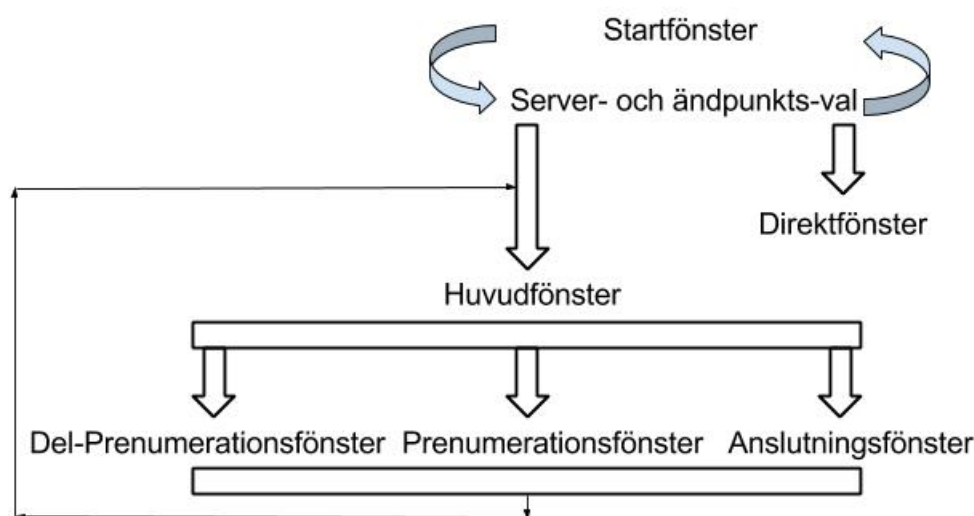 Startfönster
Server- och ändpunkts-val
Direktfönster
Huvudfönster
Del-Prenumerationsfönster
Prenumerationsfönster
Anslutningsfönster